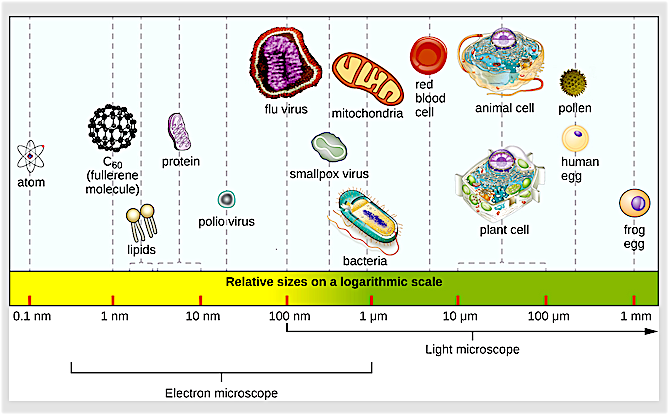 flu virus
mitochondria
red
blood
cell
animal cell
pollen
atom
C60
(fullerene
molecule)
protein
smallpox virus
human
egg
lipids
polio virus
bacteria
plant cell
frog
egg
Relative sizes on a logarithmic scale
0.1 nm
1 nm
10 nm
100 nm
1 μm
10 μm
100 μm
1 mm
Light microscope
Electron microscope